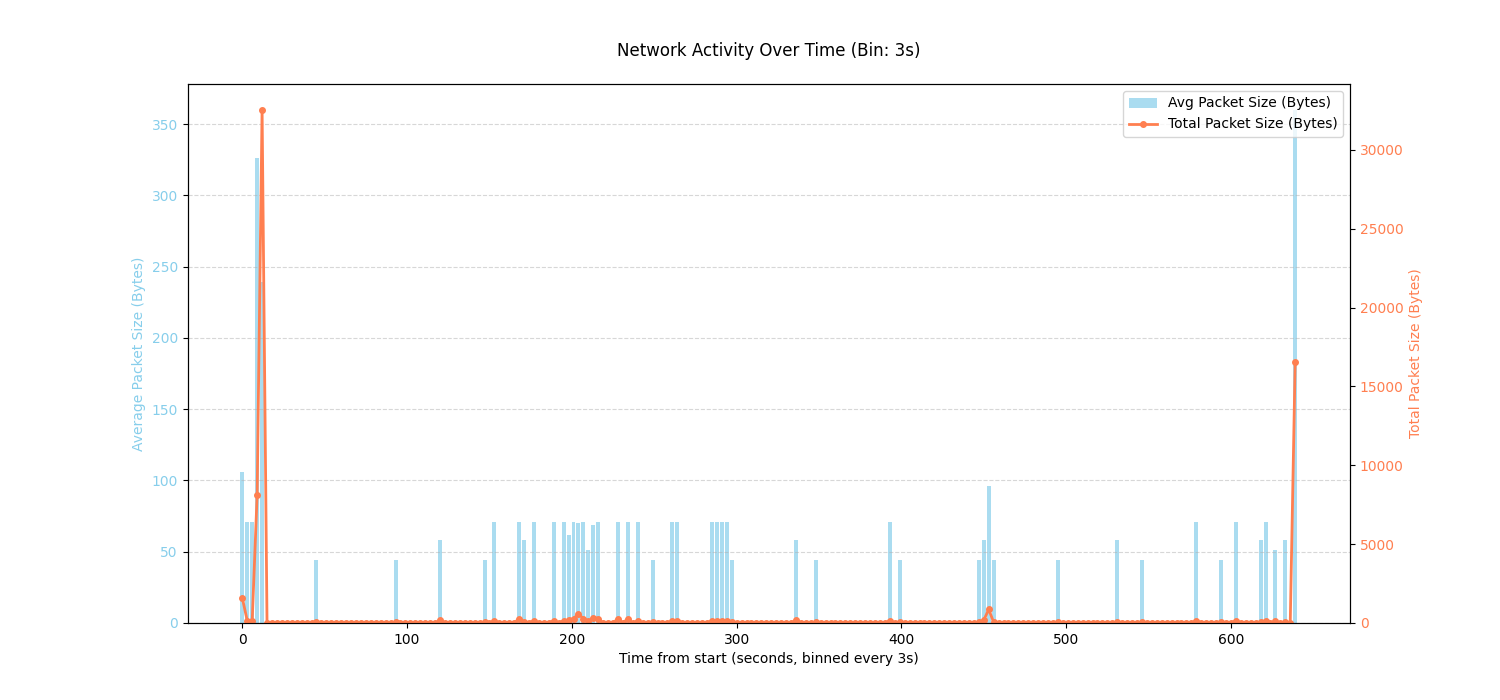 Network Activity Over Time (Bin: 3s)
Avg Packet Size (Bytes)
Total Packet Size (Bytes)
Average Packet Size (Bytes)
350
300
250
200
150
100
50
0
30000
25000
20000
15000
10000
5000
0
Total Packet Size (Bytes)
0 100 200 300 400 500 600
Time from start (seconds, binned every 3s)